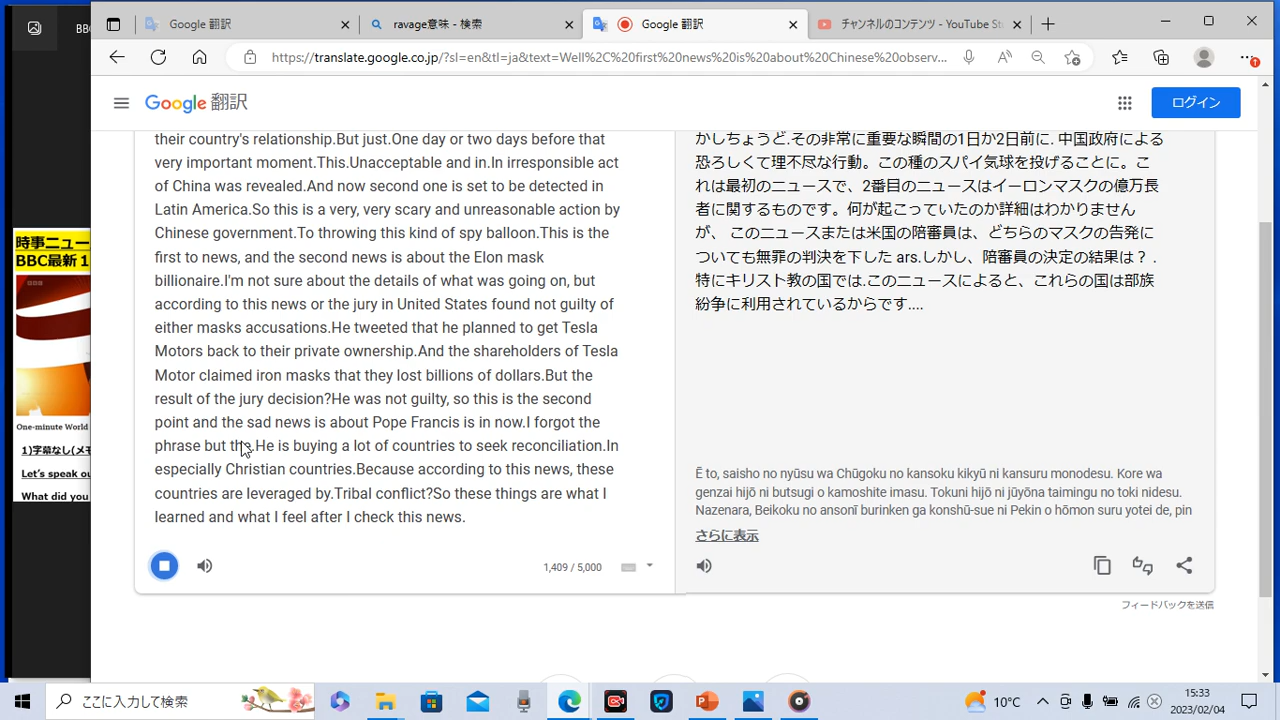 BB
Google 翻訳
ravage意味 - 検索
Google 翻訳
チャンネルのコンテンツ - YouTube St
https://translate.google.co.jp/?sl=en&tl=ja&text=Well%2C%20first%20news%20is%20about%20Chinese%20observ...
Google 翻訳
ログイン
their country's relationship.But just.One day or two days before that
very important moment.This.Unacceptable and in.In irresponsible act
of China was revealed.And now second one is set to be detected in
Latin America.So this is a very, very scary and unreasonable action by
Chinese government.To throwing this kind of spy balloon.This is the
first to news, and the second news is about the Elon mask
billionaire.I'm not sure about the details of what was going on, but
according to this news or the jury in United States found not guilty of
either masks accusations.He tweeted that he planned to get Tesla
Motors back to their private ownership.And the shareholders of Tesla
Motor claimed iron masks that they lost billions of dollars.But the
result of the jury decision?He was not guilty, so this is the second
point and the sad news is about Pope Francis is in now.I forgot the
phrase but the.He is buying a lot of countries to seek reconciliation.In
especially Christian countries.Because according to this news, these
countries are leveraged by.Tribal conflict?So these things are what I
learned and what I feel after I check this news.
1,409 / 5,000
かしちょうど.その非常に重要な瞬間の1日か2日前に. 中国政府による
恐ろしくて理不尽な行動。この種のスパイ気球を投げることに。こ
れは最初のニュースで、2番目のニュースはイーロンマスクの億万長
者に関するものです。何が起こっていたのか詳細はわかりません
が、 このニュースまたは米国の陪審員は、どちらのマスクの告発に
ついても無罪の判決を下した ars.しかし、陪審員の決定の結果は？ .
特にキリスト教の国では.このニュースによると、これらの国は部族
紛争に利用されているからです....
Ē to, saisho no nyūsu wa Chūgoku no kansoku kikyū ni kansuru monodesu. Kore wa
genzai hijō ni butsugi o kamoshite imasu. Tokuni hijō ni jūyōna taimingu no toki nidesu.
Nazenara, Beikoku no ansonī burinken ga konshū-sue ni Pekin o hōmon suru yotei de, pin
さらに表示
フィードバックを送信
時事ニュー
BBC最新 1
One-minute World
1)字幕なし(メモ
Let's speak ou
What did you
ここに入力して検索
10°C
15:33
2023/02/04